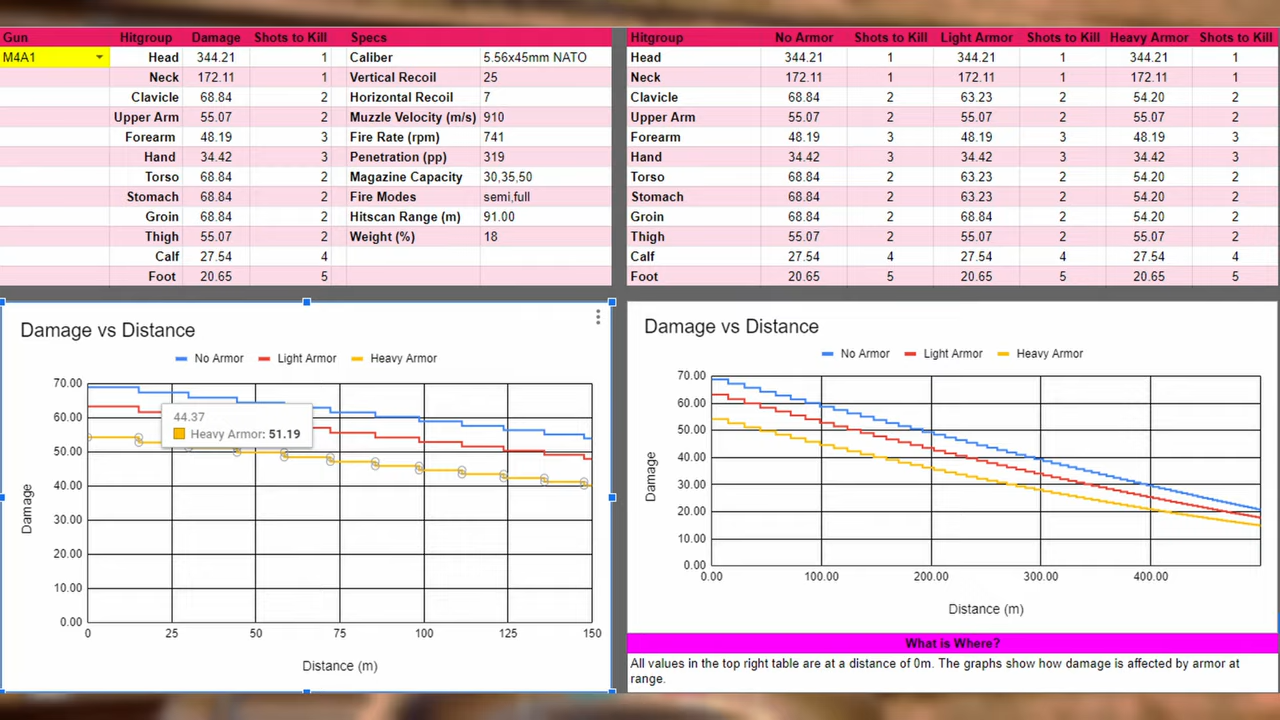 Gun Hitgroup Damage Shots to Kill Specs
M4A1 Head 344.21 1 Caliber 5.56x45mm NATO
Neck 172.11 1 Vertical Recoil 25
Clavicle 68.84 2 Horizontal Recoil 7
Upper Arm 55.07 2 Muzzle Velocity (m/s) 910
Forearm 48.19 3 Fire Rate (rpm) 741
Hand 34.42 3 Penetration (pp) 319
Torso 68.84 2 Magazine Capacity 30,35,50
Stomach 68.84 2 Fire Modes semi,full
Groin 68.84 2 Hitscan Range (m) 91.00
Thigh 55.07 2 Weight (%) 18
Calf 27.54 4
Foot 20.65 5
Hitgroup No Armor Shots to Kill Light Armor Shots to Kill Heavy Armor Shots to Kill
Head 344.21 1 344.21 1 344.21 1
Neck 172.11 1 172.11 1 172.11 1
Clavicle 68.84 2 63.23 2 54.20 2
Upper Arm 55.07 2 55.07 2 55.07 2
Forearm 48.19 3 48.19 3 48.19 3
Hand 34.42 3 34.42 3 34.42 3
Torso 68.84 2 63.23 2 54.20 2
Stomach 68.84 2 63.23 2 54.20 2
Groin 68.84 2 68.84 2 54.20 2
Thigh 55.07 2 55.07 2 55.07 2
Calf 27.54 4 27.54 4 27.54 4
Foot 20.65 5 20.65 5 20.65 5
Damage vs Distance
No Armor Light Armor Heavy Armor
70.00
60.00
50.00
40.00
30.00
20.00
10.00
0.00
Damage
44.37
Heavy Armor: 51.19
0 25 50 75 100 125 150
Distance (m)
Damage vs Distance
No Armor Light Armor Heavy Armor
70.00
60.00
50.00
40.00
30.00
20.00
10.00
0.00
Damage
0.00 100.00 200.00 300.00 400.00
Distance (m)
What is Where?
All values in the top right table are at a distance of 0m. The graphs show how damage is affected by armor at
range.